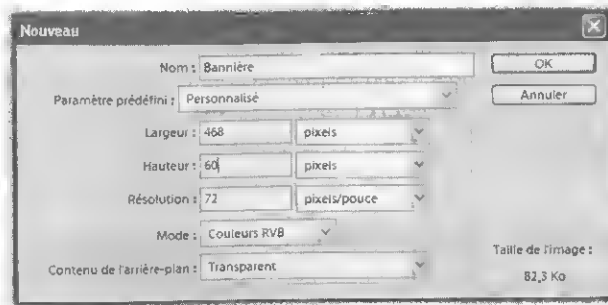 Nouveau
Nom : Bannière
OK
Paramètre prédéfini : Personnalisé
Annuler
Largeur : 468 pixels
Hauteur : 60 pixels
Résolution : 72 pixels/pouce
Mode : Couleurs RVB
Contenu de l'arrière-plan : Transparent
Taille de l'image :
82,3 Ko